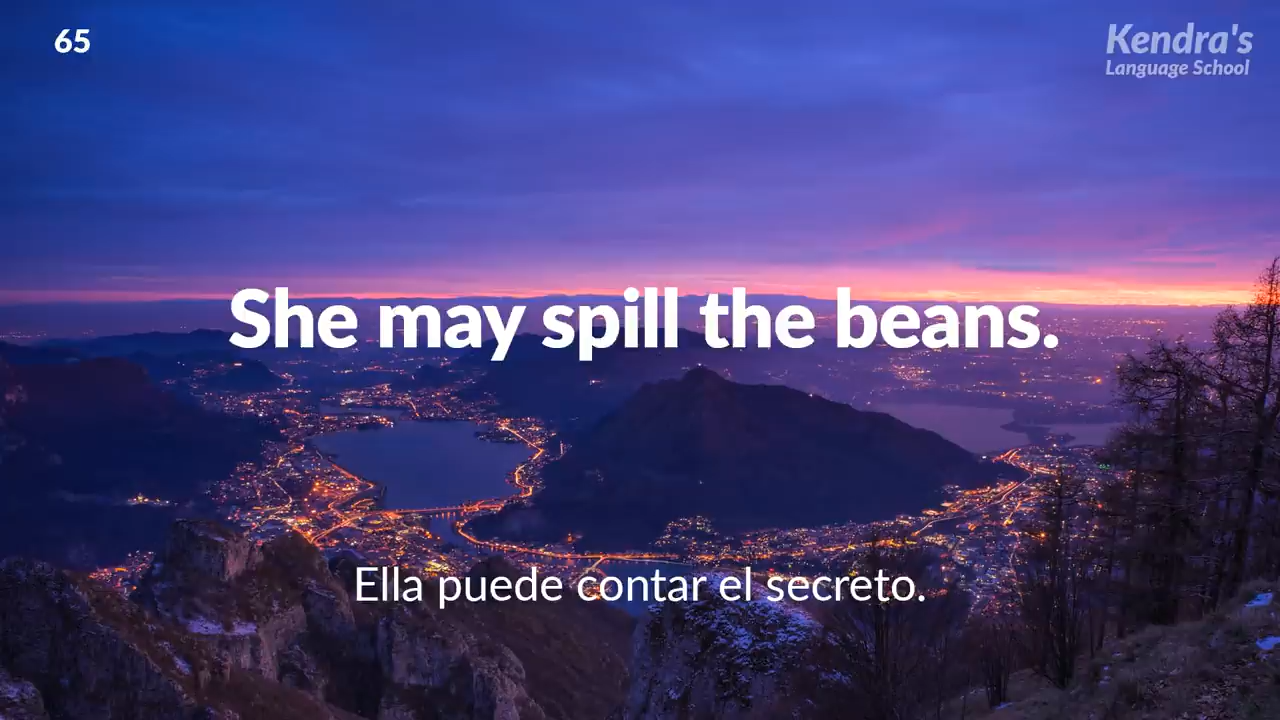 65
Kendra's
Language School
She may spill the beans.
Ella puede contar el secreto.